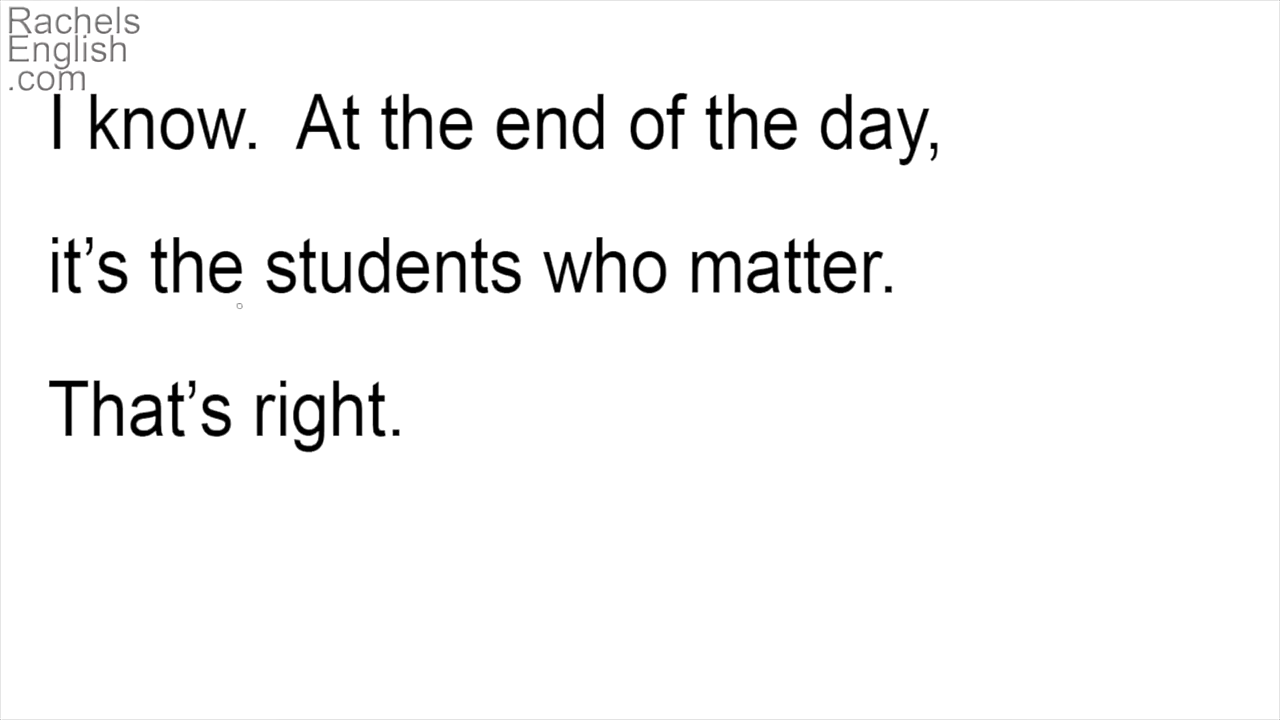 Rachels
English
.com
I know.  At the end of the day,
it’s the students who matter.
That’s right.